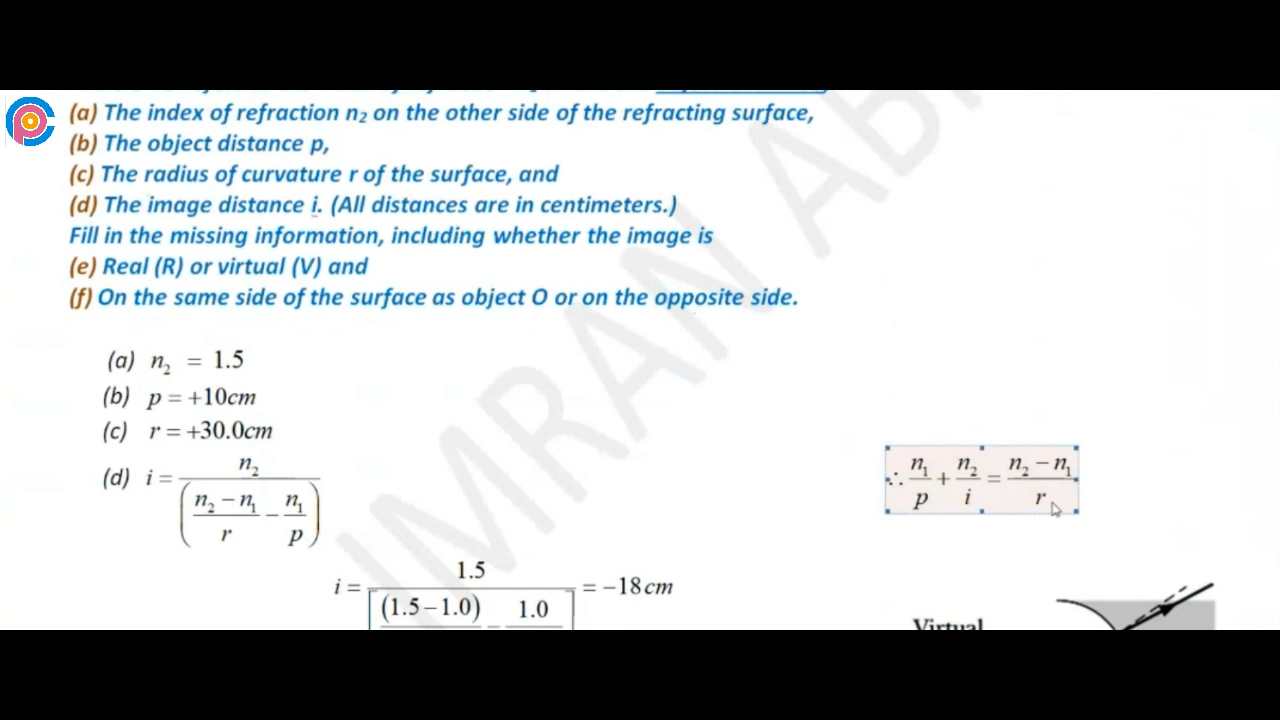 (a) The index of refraction n₂ on the other side of the refracting surface,
(b) The object distance p,
(c) The radius of curvature r of the surface, and
(d) The image distance i. (All distances are in centimeters.)
Fill in the missing information, including whether the image is
(e) Real (R) or virtual (V) and
(f) On the same side of the surface as object O or on the opposite side.
(a) n₂ = 1.5
(b) p = +10cm
(c) r = +30.0cm
(d) i = n₂ / ((n₂ − n₁)/r − n₁/p)
∴ n₁/p + n₂/i = (n₂ − n₁)/r
i = 1.5 / [(1.5 − 1.0) − 1.0] = −18 cm
Virtual
IMRAN